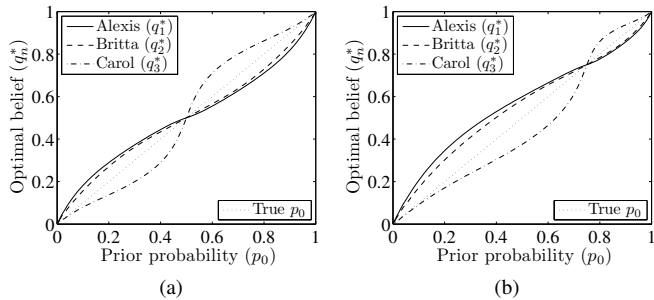 Alexis (q₁*)
Britta (q₂*)
Carol (q₃*)
True p₀
Optimal belief (qₙ*)
1
0.8
0.6
0.4
0.2
0
0 0.2 0.4 0.6 0.8 1
Prior probability (p₀)
(a)
Alexis (q₁*)
Britta (q₂*)
Carol (q₃*)
True p₀
Optimal belief (qₙ*)
1
0.8
0.6
0.4
0.2
0
0 0.2 0.4 0.6 0.8 1
Prior probability (p₀)
(b)